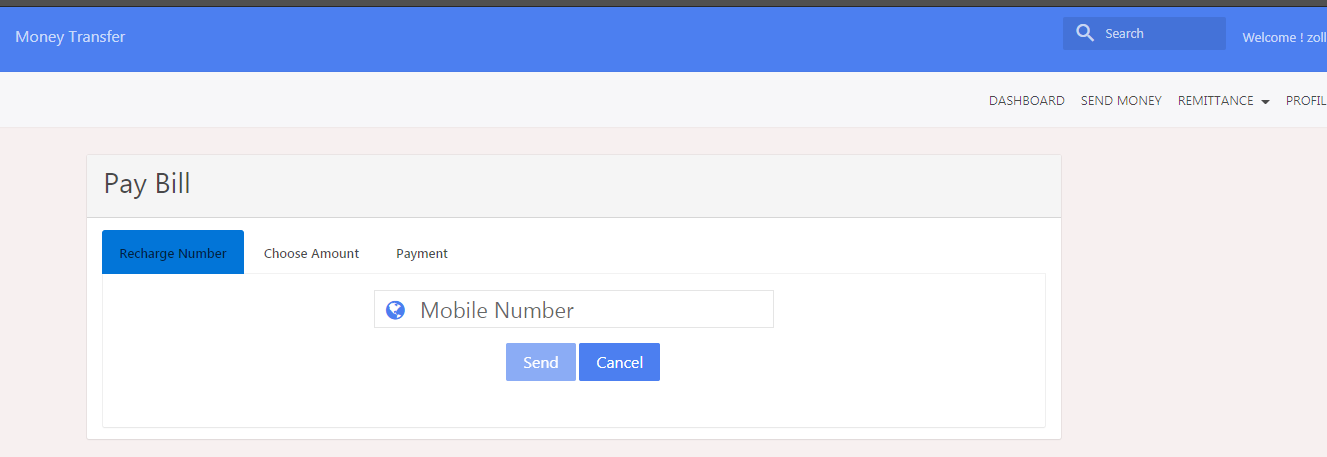 Money Transfer
Search
Welcome ! zoll
DASHBOARD SEND MONEY REMITTANCE PROFIL
Pay Bill
Recharge Number Choose Amount Payment
Mobile Number
Send Cancel